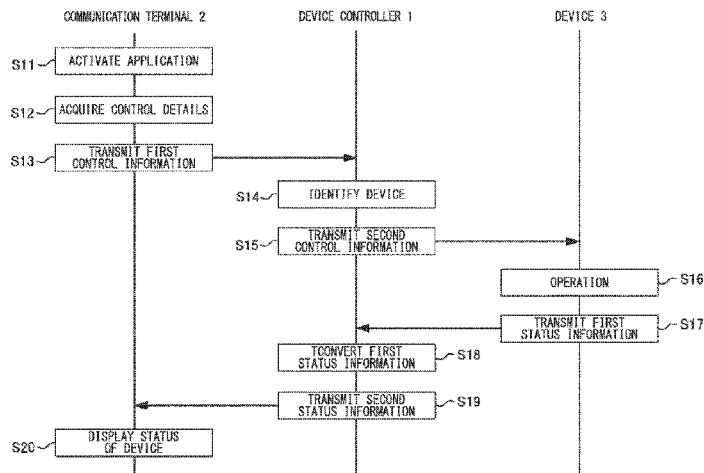 COMMUNICATION TERMINAL 2
DEVICE CONTROLLER 1
DEVICE 3
S11
ACTIVATE APPLICATION
S12
ACQUIRE CONTROL DETAILS
S13
TRANSMIT FIRST
CONTROL INFORMATION
S14
IDENTIFY DEVICE
S15
TRANSMIT SECOND
CONTROL INFORMATION
OPERATION
S16
TRANSMIT FIRST
STATUS INFORMATION
S17
TCONVERT FIRST
STATUS INFORMATION
S18
TRANSMIT SECOND
STATUS INFORMATION
S19
S20
DISPLAY STATUS
OF DEVICE